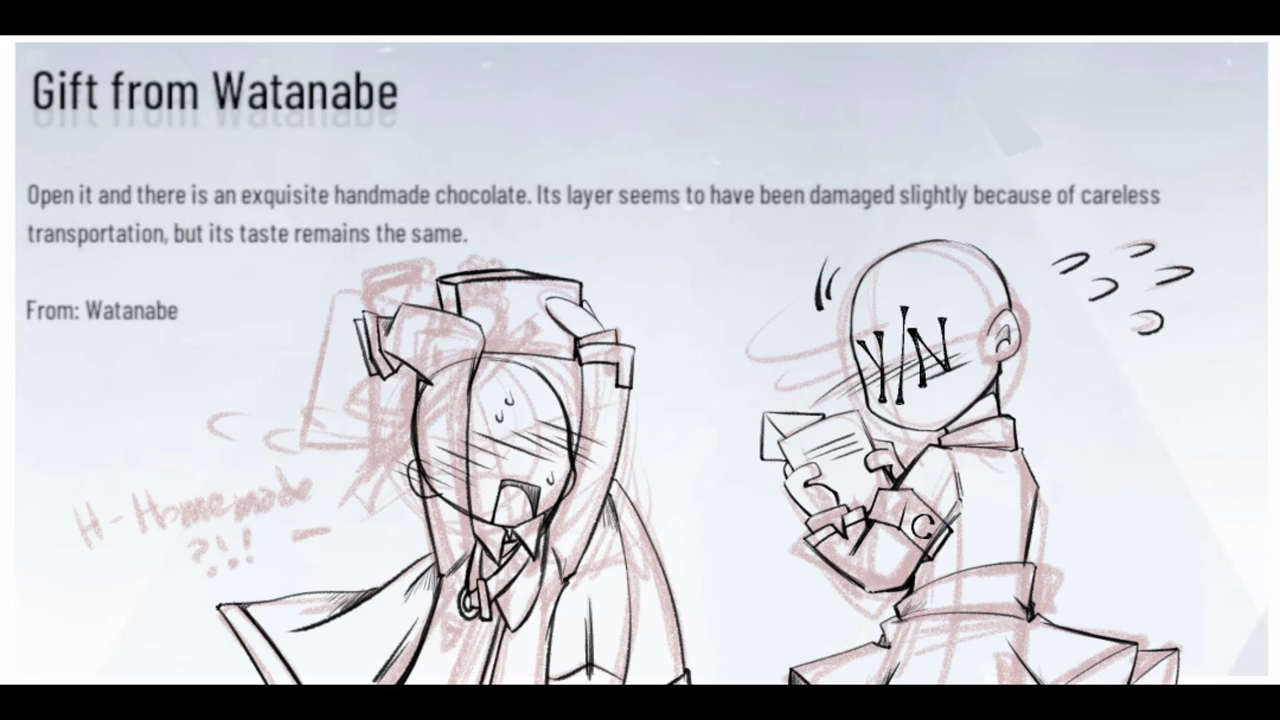 Gift from Watanabe
Open it and there is an exquisite handmade chocolate. Its layer seems to have been damaged slightly because of careless
transportation, but its taste remains the same.
From: Watanabe
Y/N
H-Homemade
?!!
C